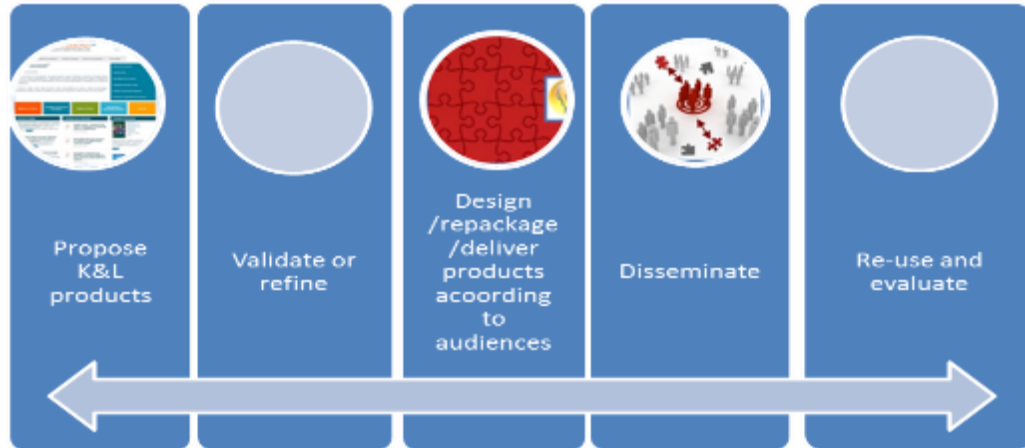 Propose
K&L
products
Validate or
refine
Design
/repackage
/deliver
products
acoording
to
audiences
Disseminate
Re-use and
evaluate